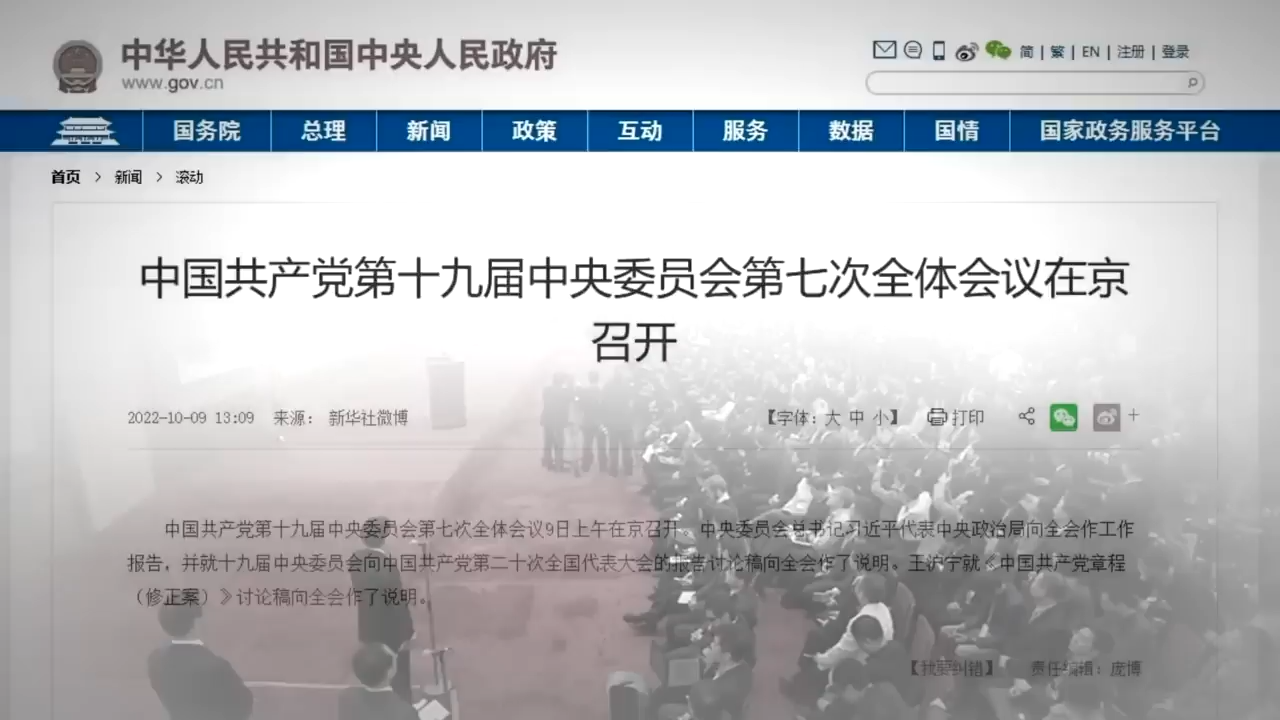 中华人民共和国中央人民政府
www.gov.cn
简 | 繁 | EN | 注册 | 登录
国务院 总理 新闻 政策 互动 服务 数据 国情 国家政务服务平台
首页 > 新闻 > 滚动
中国共产党第十九届中央委员会第七次全体会议在京
召开
2022-10-09 13:09 来源： 新华社微博 【字体：大 中 小】 打印
中国共产党第十九届中央委员会第七次全体会议9日上午在京召开。中央委员会总书记习近平代表中央政治局向全会作工作
报告，并就十九届中央委员会向中国共产党第二十次全国代表大会的报告讨论稿向全会作了说明。王沪宁就《中国共产党章程
（修正案）》讨论稿向全会作了说明。
【我要纠错】 责任编辑：庞博